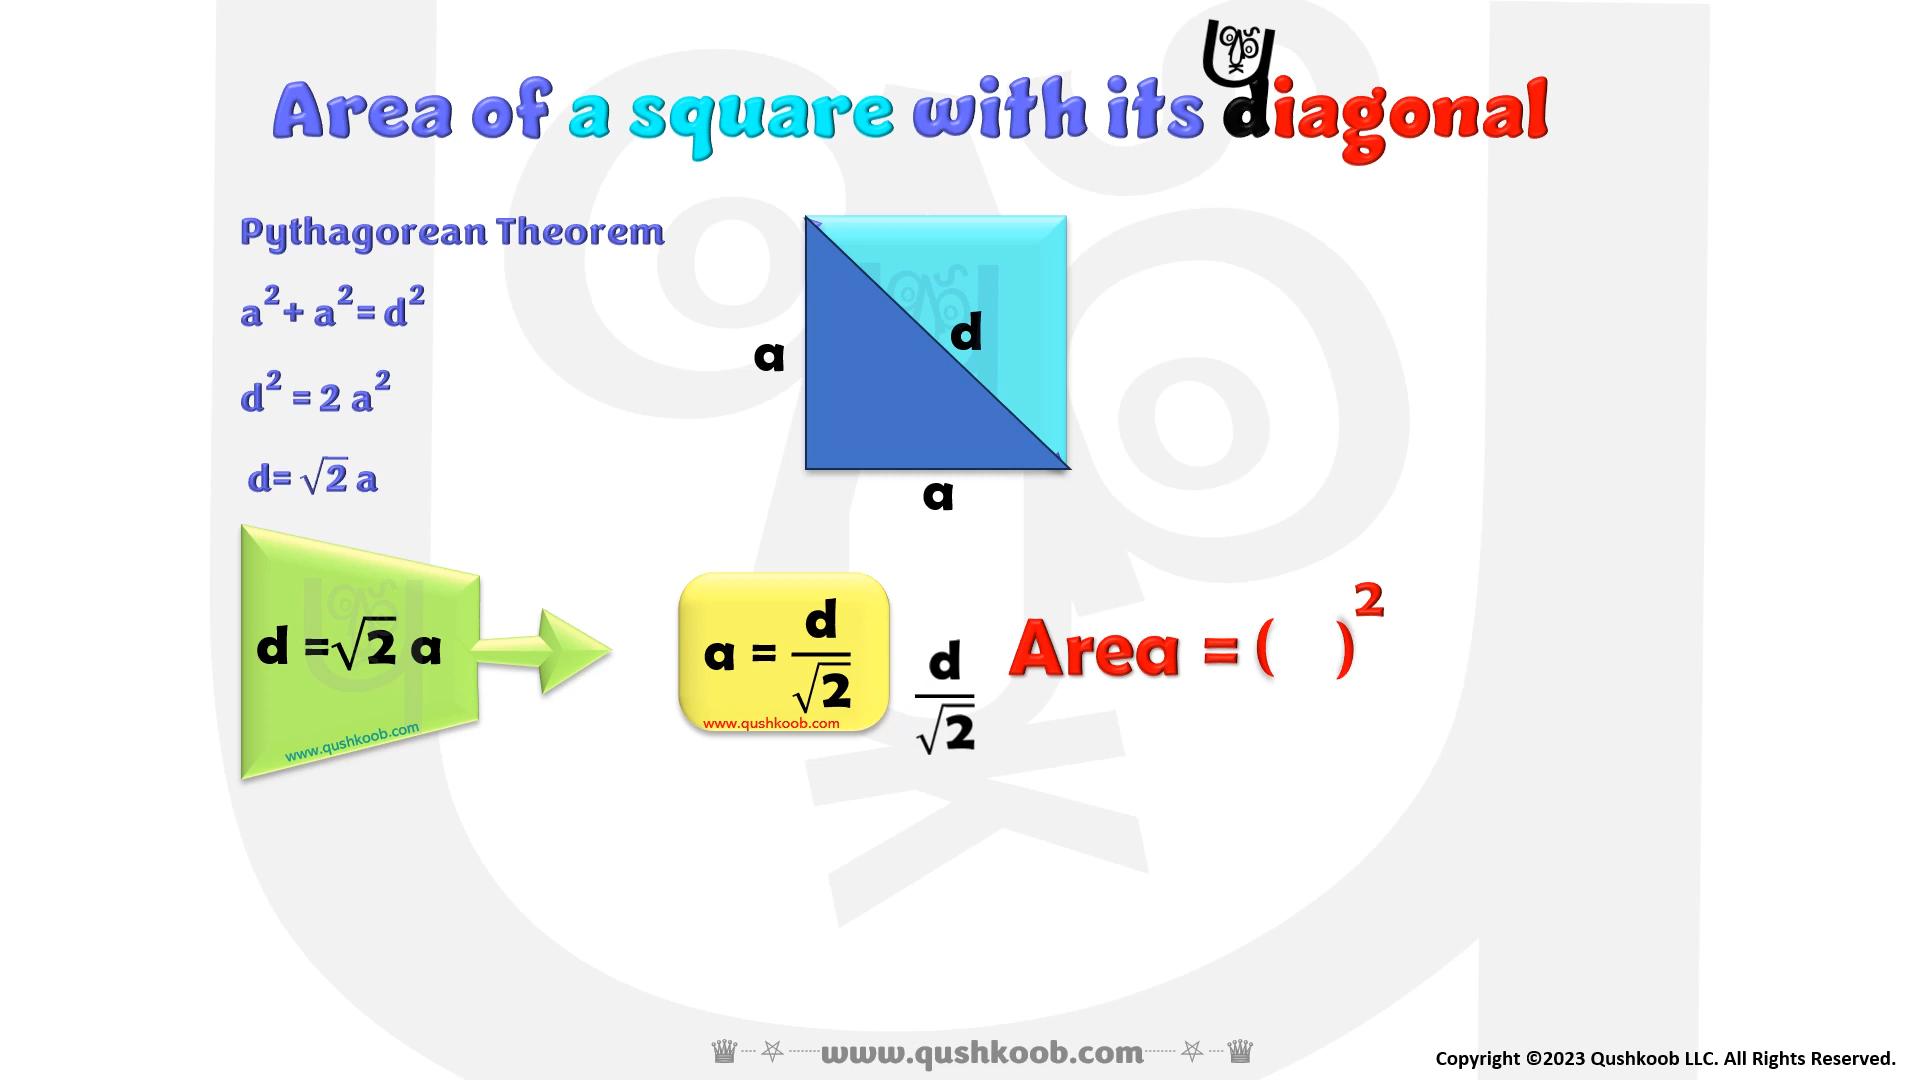 Area of a square with its diagonal
Pythagorean Theorem
a²+ a²= d²
d² = 2 a²
d= √2 a
a
d
a
d =√2 a
www.qushkoob.com
a = d/√2
www.qushkoob.com
d/√2
Area = (   )²
www.qushkoob.com
Copyright ©2023 Qushkoob LLC. All Rights Reserved.